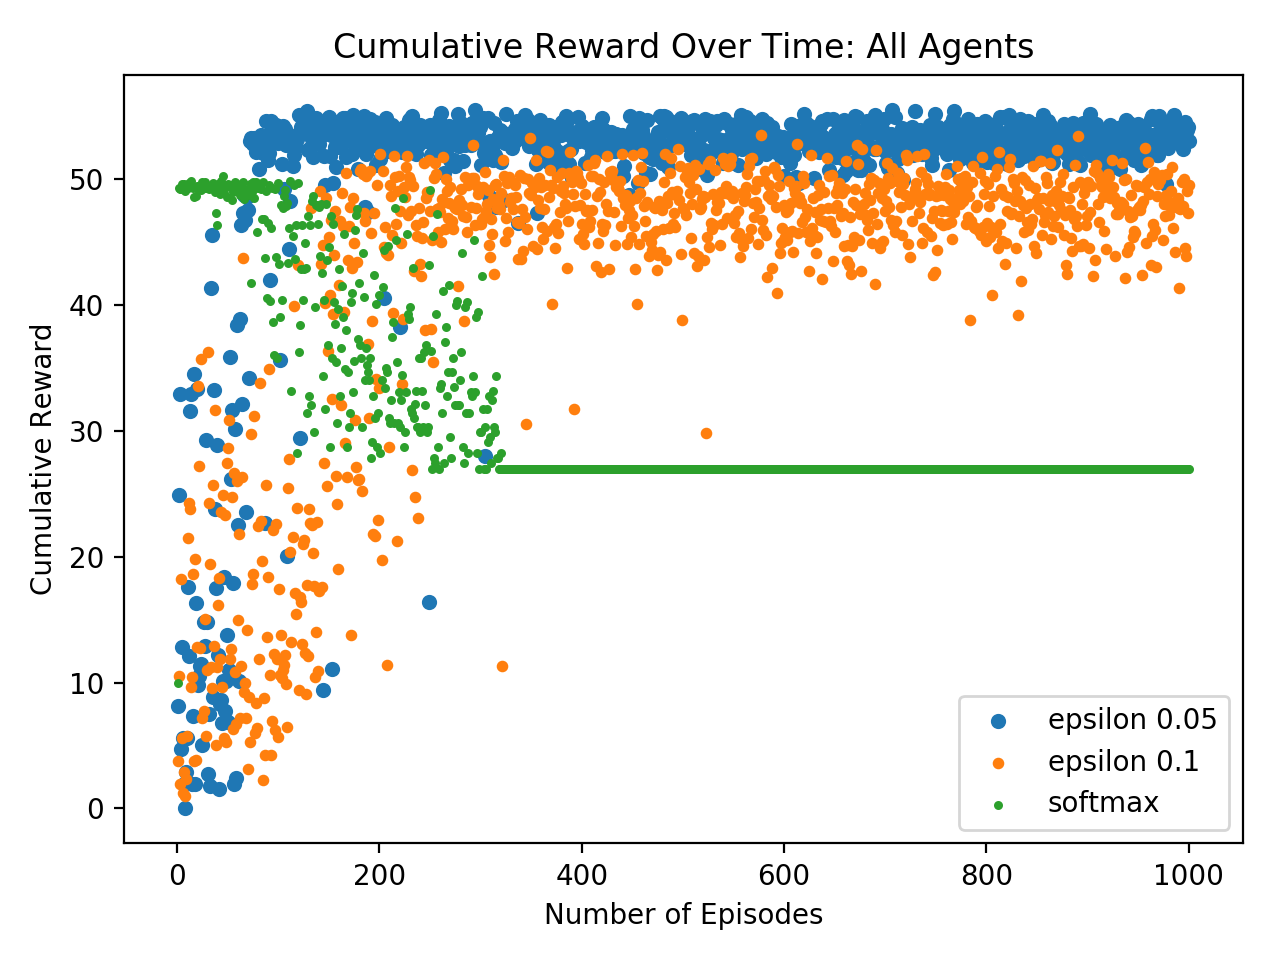 Cumulative Reward Over Time: All Agents
Cumulative Reward
50
40
30
20
10
0
0 200 400 600 800 1000
Number of Episodes
epsilon 0.05
epsilon 0.1
softmax